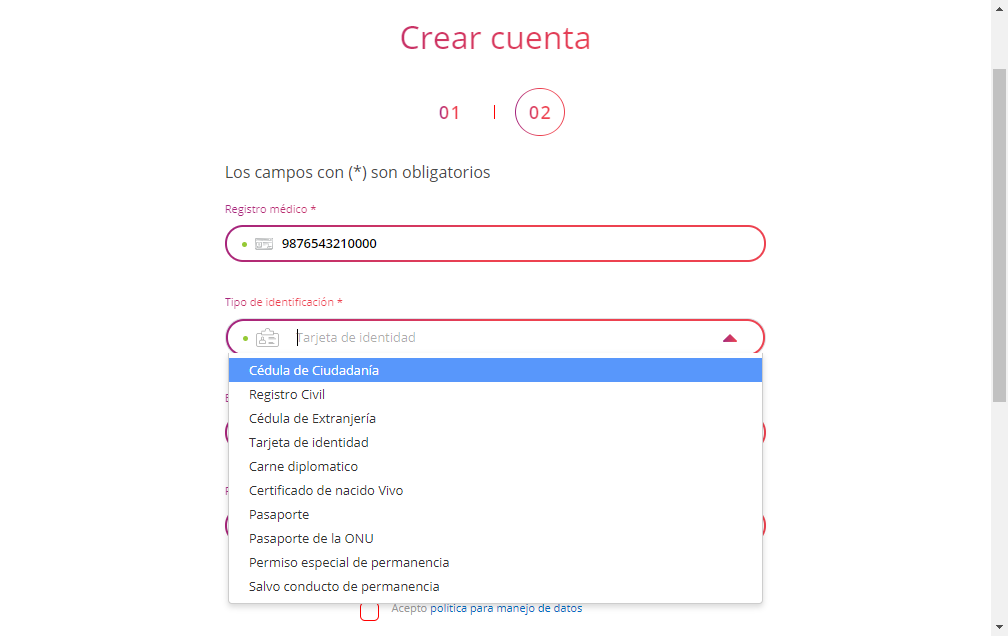 Crear cuenta
01 | 02
Los campos con (*) son obligatorios
Registro médico *
9876543210000
Tipo de identificación *
Tarjeta de identidad
Cédula de Ciudadanía
Registro Civil
Cédula de Extranjería
Tarjeta de identidad
Carne diplomatico
Certificado de nacido Vivo
Pasaporte
Pasaporte de la ONU
Permiso especial de permanencia
Salvo conducto de permanencia
Acepto política para manejo de datos